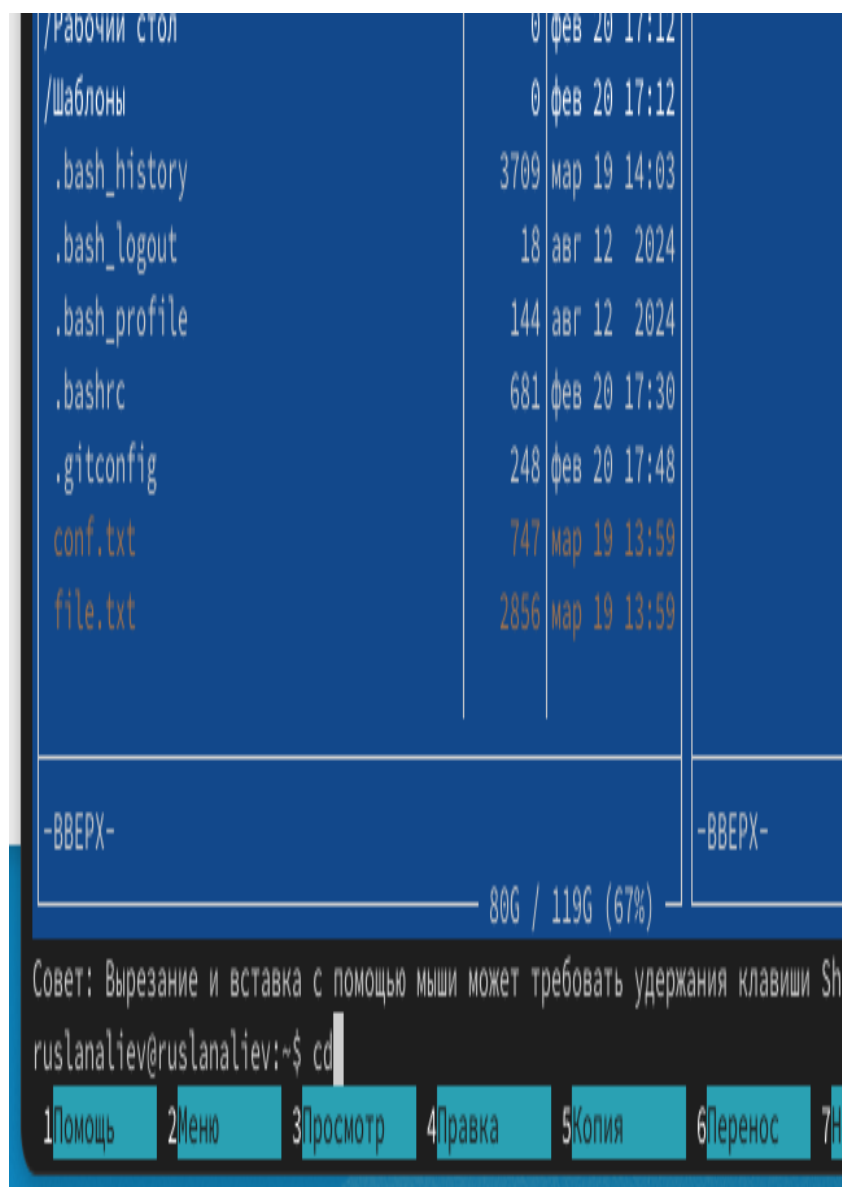 /Рабочий стол 0 фев 20 17:12
/Шаблоны 0 фев 20 17:12
.bash_history 3709 мар 19 14:03
.bash_logout 18 авг 12 2024
.bash_profile 144 авг 12 2024
.bashrc 681 фев 20 17:30
.gitconfig 248 фев 20 17:48
conf.txt 747 мар 19 13:59
file.txt 2856 мар 19 13:59
-ВВЕРХ- -ВВЕРХ-
80G / 119G (67%)
Совет: Вырезание и вставка с помощью мыши может требовать удержания клавиши Sh
ruslanaliev@ruslanaliev:~$ cd
1Помощь 2Меню 3Просмотр 4Правка 5Копия 6Перенос 7Н